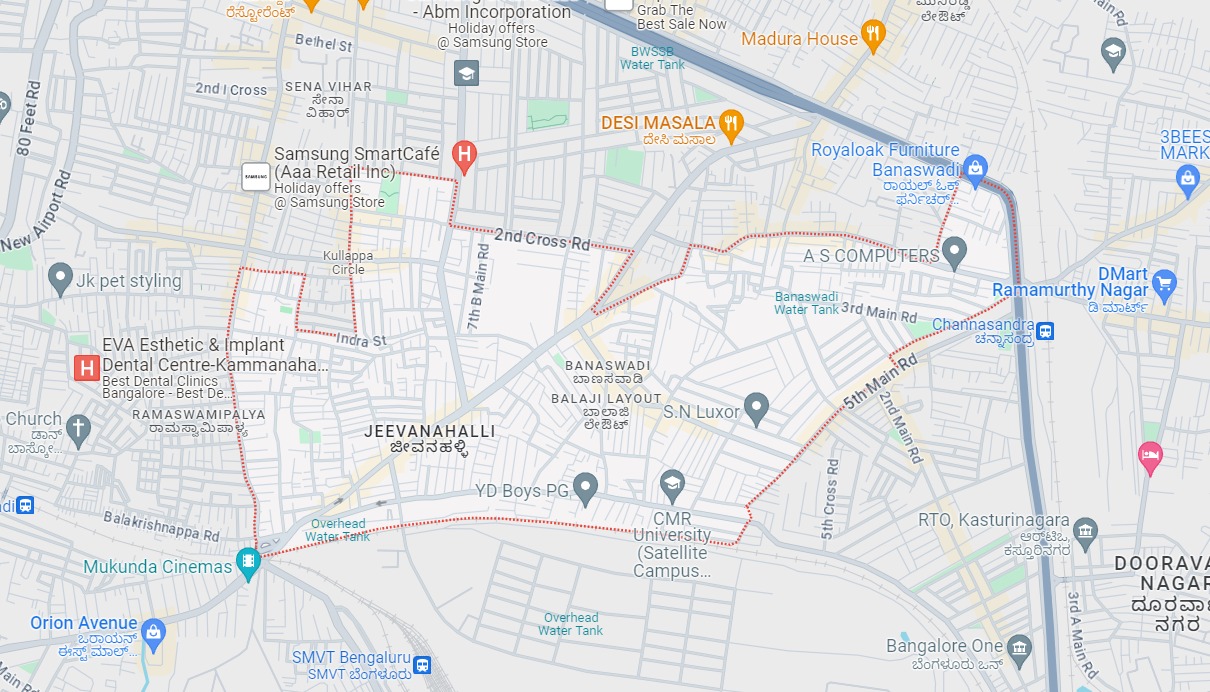 ರೆಸ್ಟೋರೆಂಟ್
- Abm Incorporation
Holiday offers
@ Samsung Store
Grab The
Best Sale Now
ಲೇಔಟ್
Main Rd
Bethel St
BWSSB
Water Tank
Madura House
80 Feet Rd
2nd I Cross
SENA VIHAR
ಸೇನಾ
ವಿಹಾರ್
DESI MASALA
ದೇಸಿ ಮಸಾಲ
3BEES
MARK
Samsung SmartCafé
(Aaa Retail Inc)
Holiday offers
@ Samsung Store
SAMSUNG
H
Royaloak Furniture
Banaswadi
ರಾಯಲ್ ಓಕ್
ಫರ್ನಿಚರ್...
New Airport Rd
2nd Cross Rd
Kullappa
Circle
A S COMPUTERS
Jk pet styling
7th B Main Rd
DMart
Ramamurthy Nagar
ಡಿ ಮಾರ್ಟ್
Banaswadi
Water Tank
3rd Main Rd
Channasandra
ಚನ್ನಾಸಂದ್ರ
Indra St
H
EVA Esthetic & Implant
Dental Centre-Kammanaha...
Best Dental Clinics
Bangalore - Best De...
BANASWADI
ಬಾಣಸವಾಡಿ
BALAJI LAYOUT
ಬಾಲಾಜಿ
ಲೇಔಟ್
5th Main Rd
2nd Main Rd
S.N Luxor
RAMASWAMIPALYA
ರಾಮಸ್ವಾಮಿಪಾಳ್ಯ
Church
ಡಾನ್
ಬಾಸ್ಕೋ...
JEEVANAHALLI
ಜೀವನಹಳ್ಳಿ
YD Boys PG
5th Cross Rd
Balakrishnappa Rd
Overhead
Water Tank
CMR
University
(Satellite
Campus...
RTO, Kasturinagara
ಆರ್‌ಟಿಒ,
ಕಸ್ತೂರಿನಗರ
Mukunda Cinemas
DOORAVA
NAGAR
ದೂರವಾಣ
ನಗರ
Orion Avenue
ಒರಾಯನ್
ಈಸ್ಟ್ ಮಾಲ್...
Overhead
Water Tank
3rd A Main Rd
SMVT Bengaluru
SMVT ಬೆಂಗಳೂರು
Bangalore One
ಬೆಂಗಳೂರು ಒನ್
Main Rd